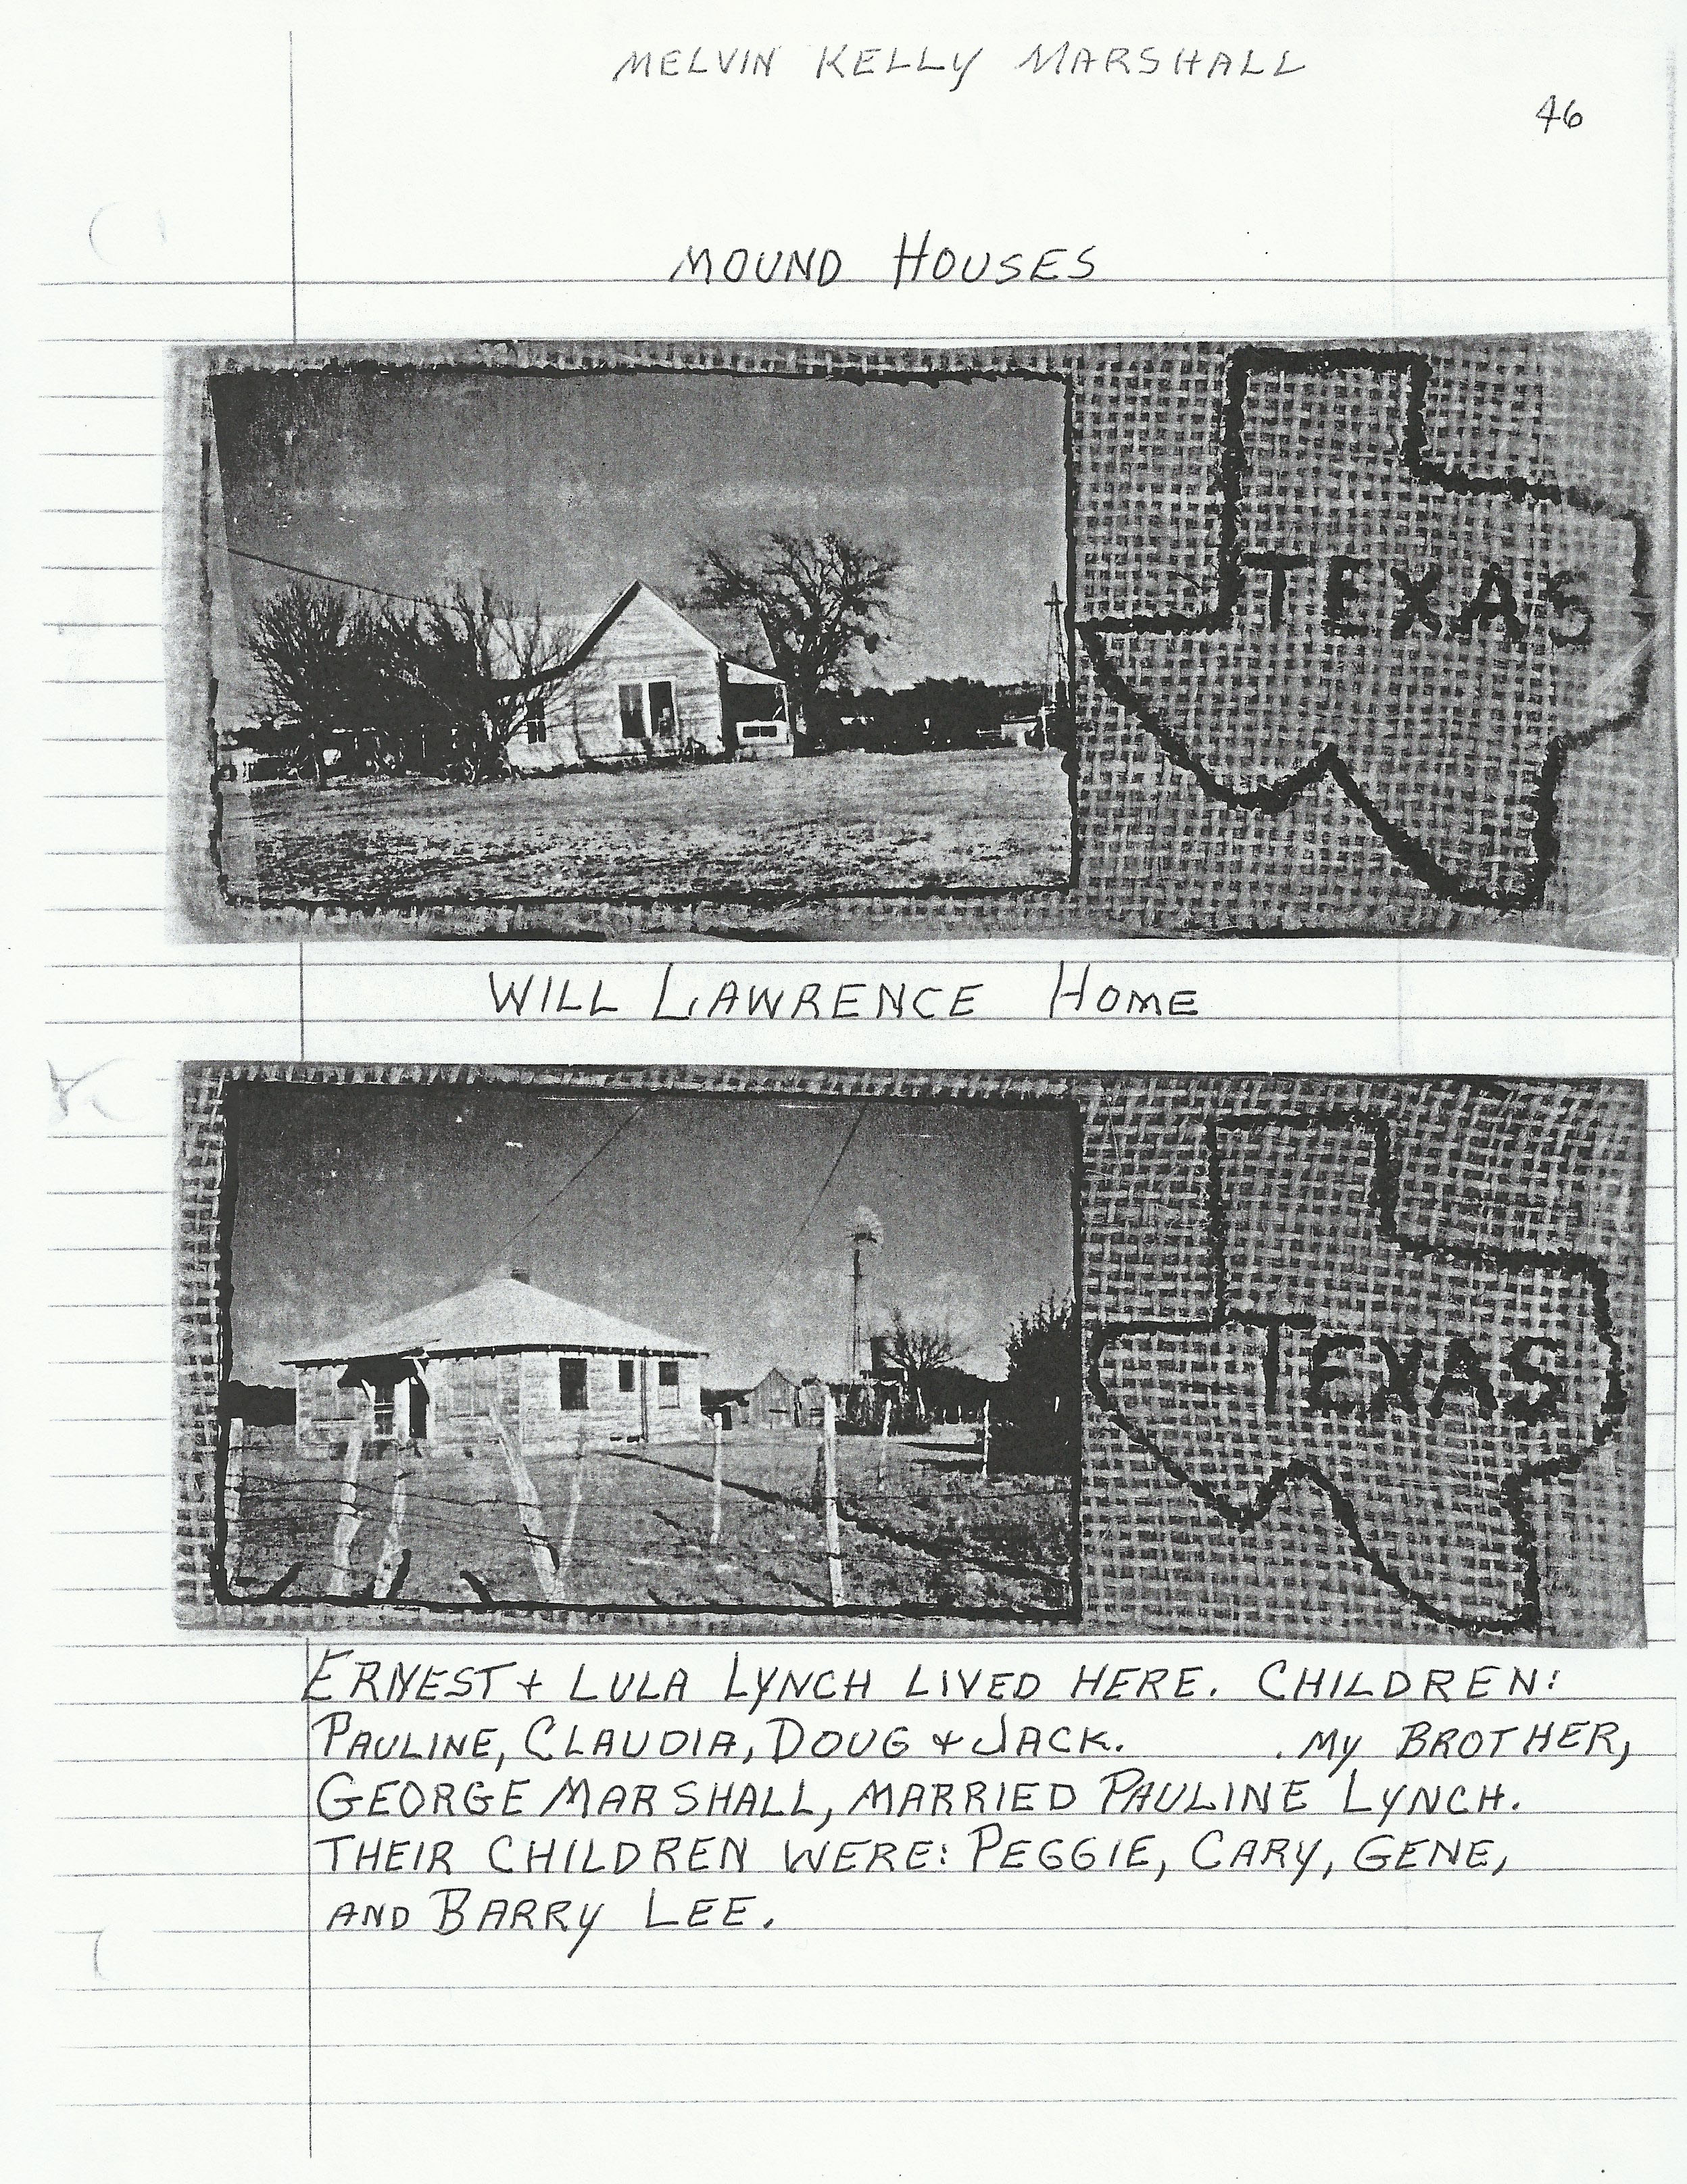 MELVIN KELLY MARSHALL
46
MOUND HOUSES
TEXAS
WILL LAWRENCE HOME
TEXAS
ERNEST + LULA LYNCH LIVED HERE. CHILDREN:
PAULINE, CLAUDIA, DOUG + JACK. MY BROTHER,
GEORGE MARSHALL, MARRIED PAULINE LYNCH.
THEIR CHILDREN WERE: PEGGIE, CARY, GENE,
AND BARRY LEE.